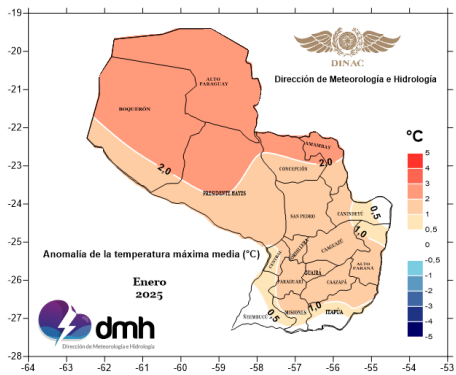 DINAC
Dirección de Meteorología e Hidrología
-19
-20
-21
-22
-23
-24
-25
-26
-27
-28
-64
-63
-62
-61
-60
-59
-58
-57
-56
-55
-54
-53
ALTO
PARAGUAY
BOQUERÓN
AMAMBAY
2,0
2,0
CONCEPCIÓN
PRESIDENTE HAYES
SAN PEDRO
CANINDEYÚ
0,5
1,0
CORDILLERA
CAAGUAZÚ
CENTRAL
ALTO
PARANÁ
GUAIRÁ
PARAGUARÍ
CAAZAPÁ
1,0
0,5
ÑEEMBUCÚ
MISIONES
ITAPÚA
Anomalía de la temperatura máxima media (°C)
Enero
2025
dmh
Dirección de Meteorología e Hidrología
°C
5
4
3
2
1
0,5
0
-0,5
-1
-2
-3
-4
-5